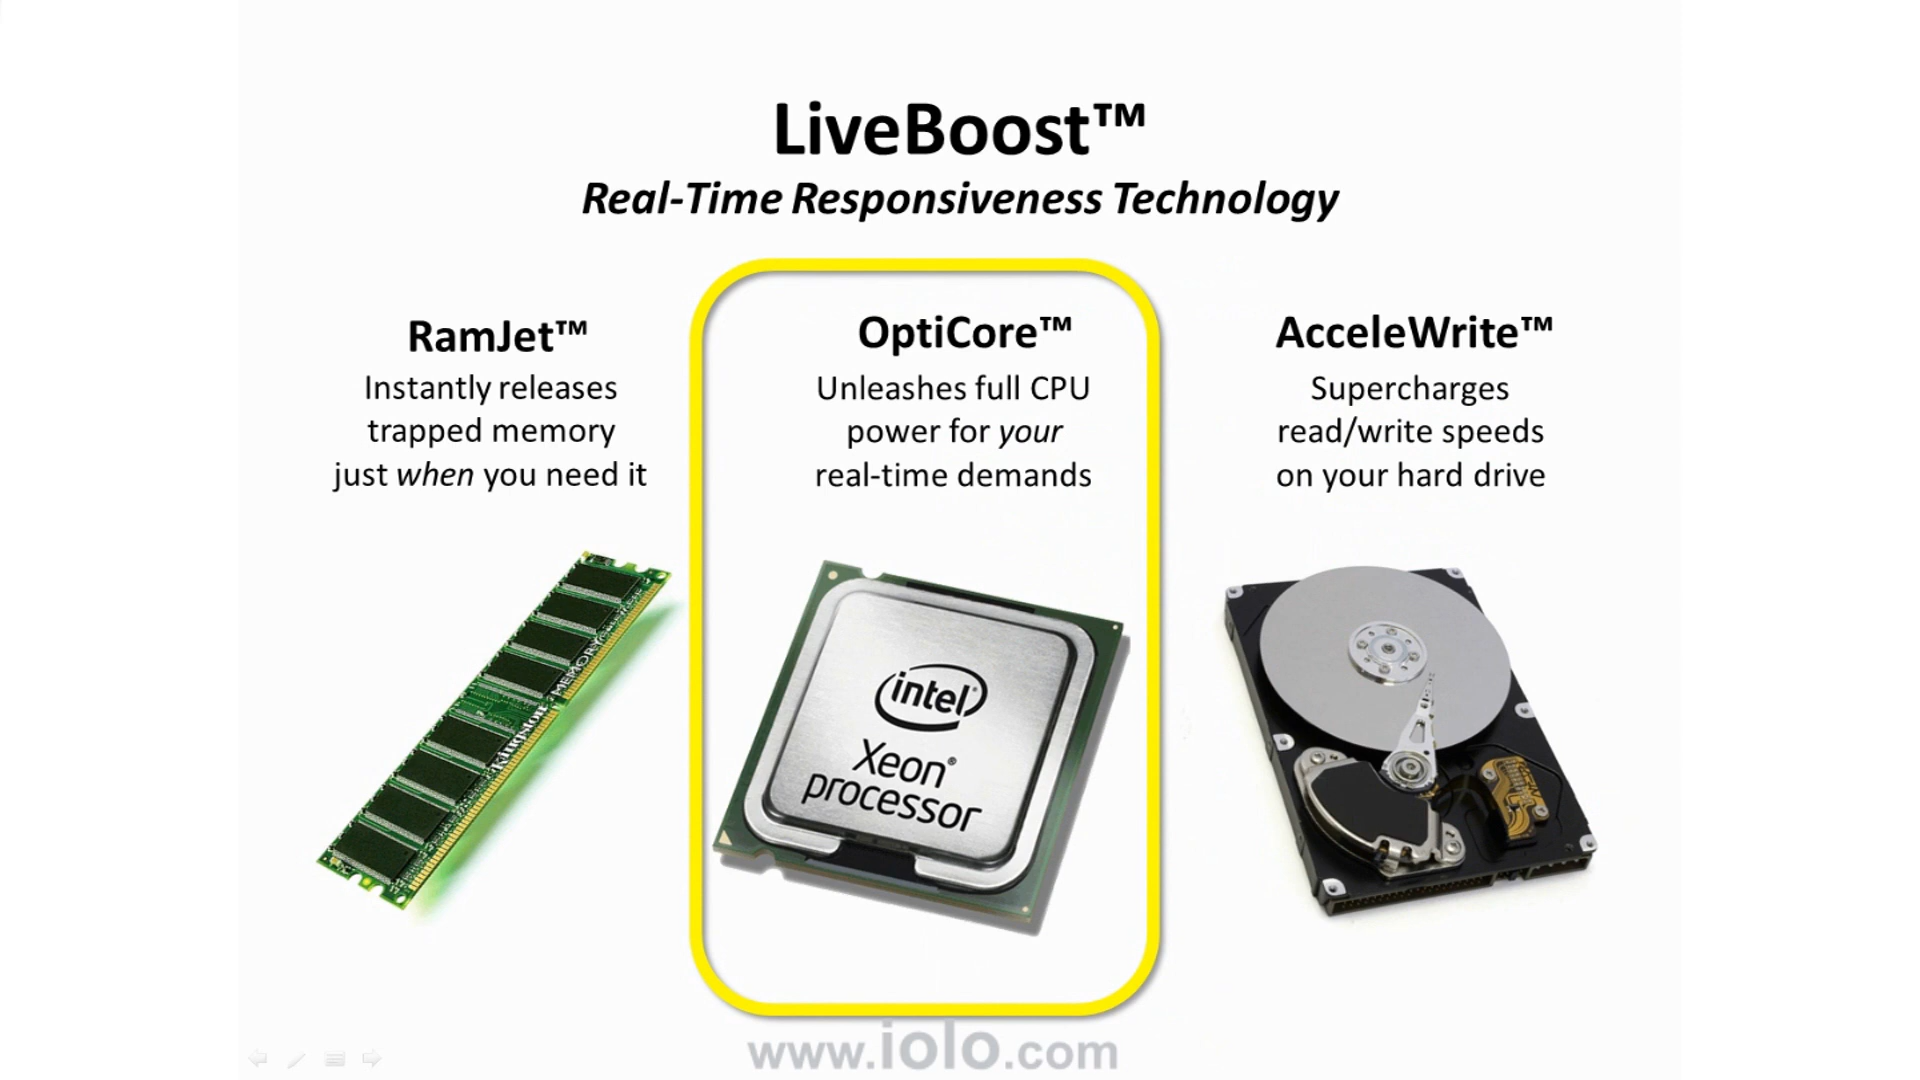 LiveBoost™
Real-Time Responsiveness Technology
RamJet™
Instantly releases
trapped memory
just when you need it
OptiCore™
Unleashes full CPU
power for your
real-time demands
AcceleWrite™
Supercharges
read/write speeds
on your hard drive
Kingston MEMORY
intel®
Xeon®
processor
www.iolo.com